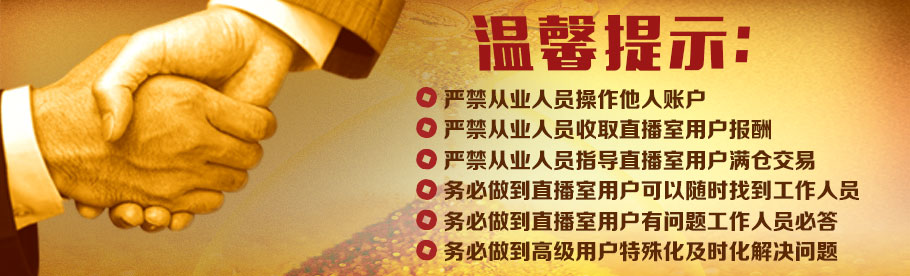 温馨提示:
严禁从业人员操作他人账户
严禁从业人员收取直播室用户报酬
严禁从业人员指导直播室用户满仓交易
务必做到直播室用户可以随时找到工作人员
务必做到直播室用户有问题工作人员必答
务必做到高级用户特殊化及时化解决问题